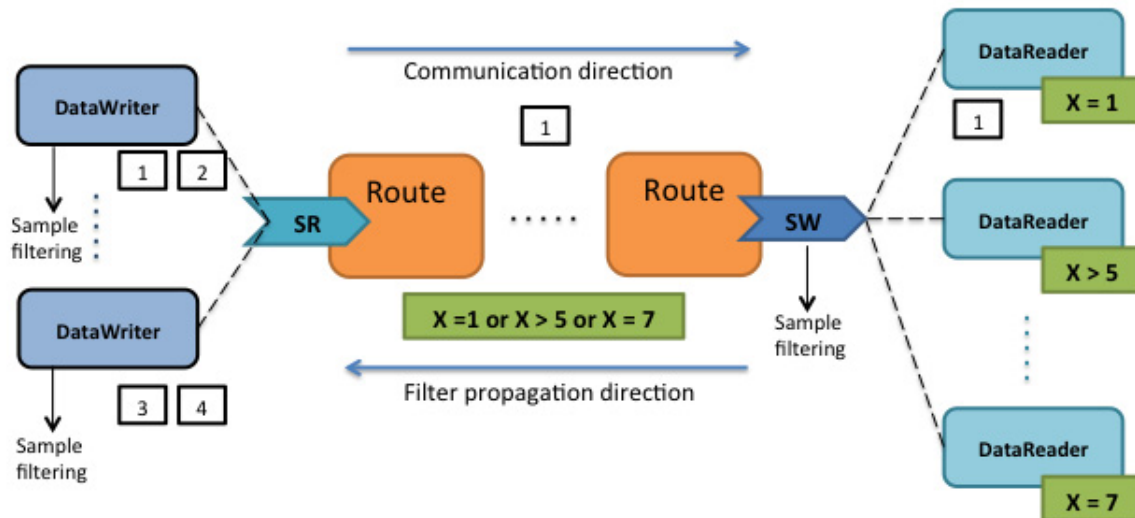 DataReader
Communication direction
DataWriter
X = 1
1
1
1
2
Route
Route
Sample
filtering
SR
.....
SW
DataReader
X > 5
DataWriter
X =1 or X > 5 or X = 7
Sample
filtering
Filter propagation direction
3
4
Sample
filtering
DataReader
X = 7